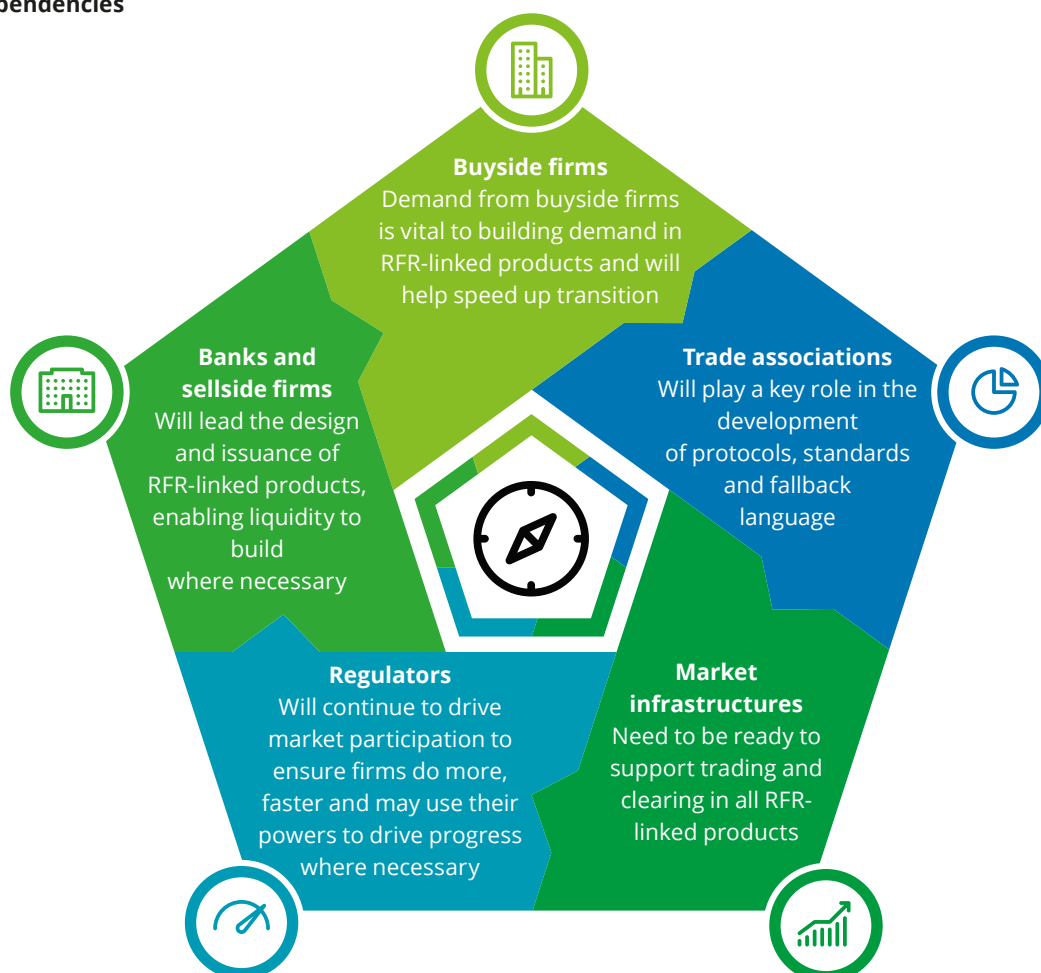 pendencies
Buyside firms
Demand from buyside firms
is vital to building demand in
RFR-linked products and will
help speed up transition
Banks and
sellside firms
Will lead the design
and issuance of
RFR-linked products,
enabling liquidity to
build
where necessary
Trade associations
Will play a key role in the
development
of protocols, standards
and fallback
language
Regulators
Will continue to drive
market participation to
ensure firms do more,
faster and may use their
powers to drive progress
where necessary
Market
infrastructures
Need to be ready to
support trading and
clearing in all RFR-
linked products